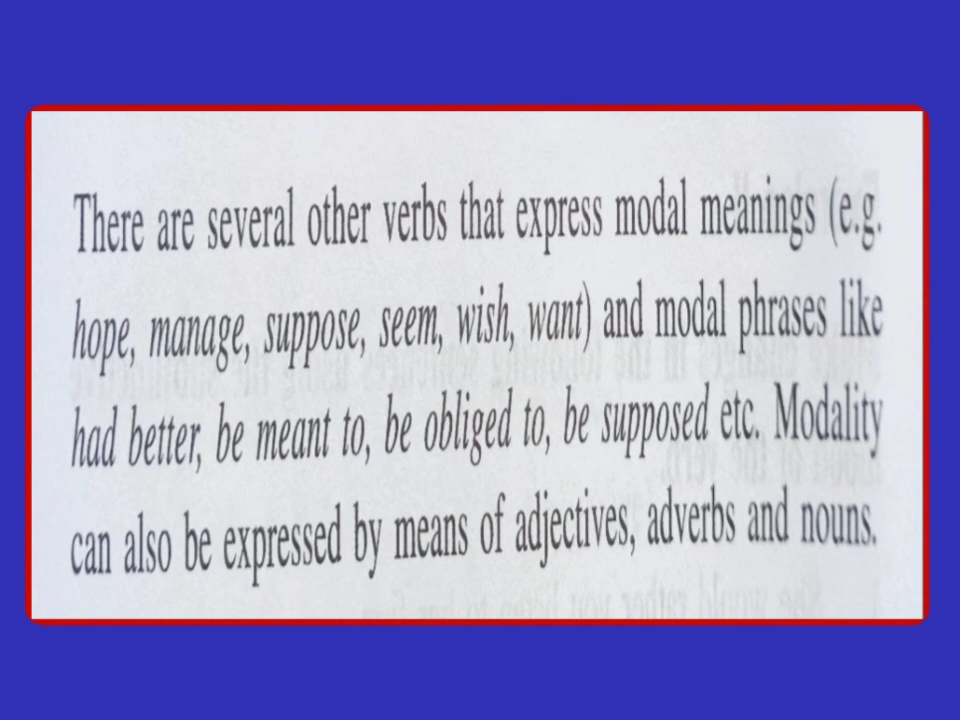 There are several other verbs that express modal meanings (e.g.
hope, manage, suppose, seem, wish, want) and modal phrases like
had better, be meant to, be obliged to, be supposed etc. Modality
can also be expressed by means of adjectives, adverbs and nouns.